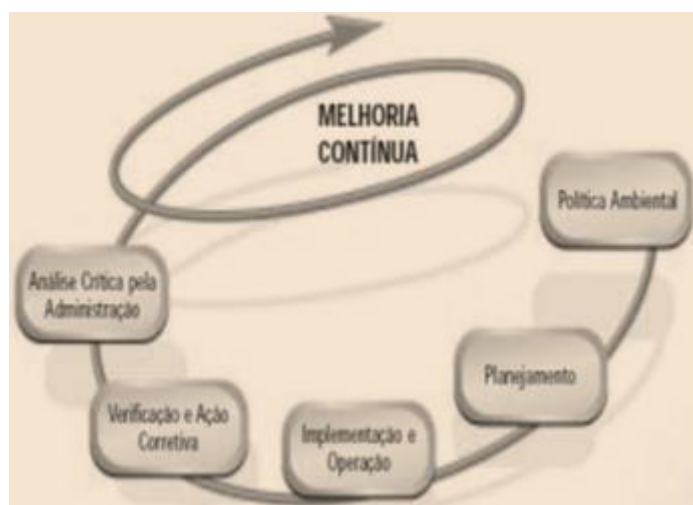 MELHORIA
CONTÍNUA
Política Ambiental
Planejamento
Implementação e
Operação
Verificação e Ação
Corretiva
Análise Crítica pela
Administração